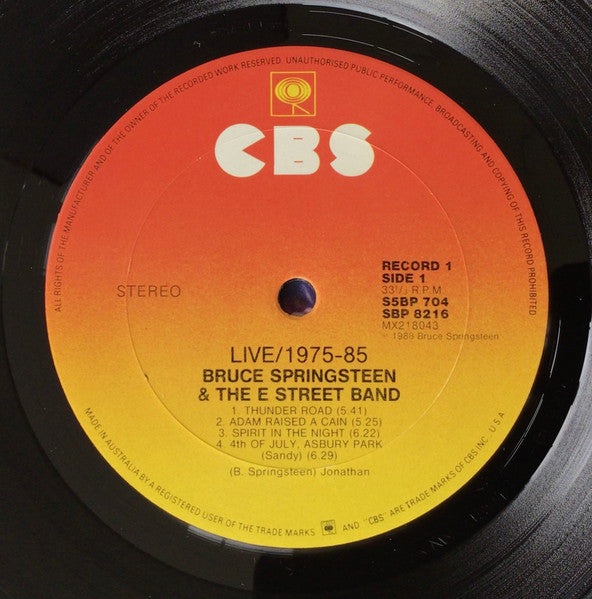 ALL RIGHTS OF THE MANUFACTURER AND OF THE OWNER OF THE RECORDED WORK RESERVED. UNAUTHORISED PUBLIC PERFORMANCE, BROADCASTING AND COPYING OF THIS RECORD PROHIBITED
CBS
STEREO
RECORD 1
SIDE 1
33⅓ R.P.M.
S5BP 704
SBP 8216
MX218043
℗ 1986 Bruce Springsteen
LIVE/1975-85
BRUCE SPRINGSTEEN
& THE E STREET BAND
1. THUNDER ROAD (5.41)
2. ADAM RAISED A CAIN (5.25)
3. SPIRIT IN THE NIGHT (6.22)
4. 4th OF JULY, ASBURY PARK
(Sandy) (6.29)
(B. Springsteen) Jonathan
MADE IN AUSTRALIA BY A REGISTERED USER OF THE TRADE MARKS AND "CBS" ARE TRADE MARKS OF CBS INC. U.S.A.